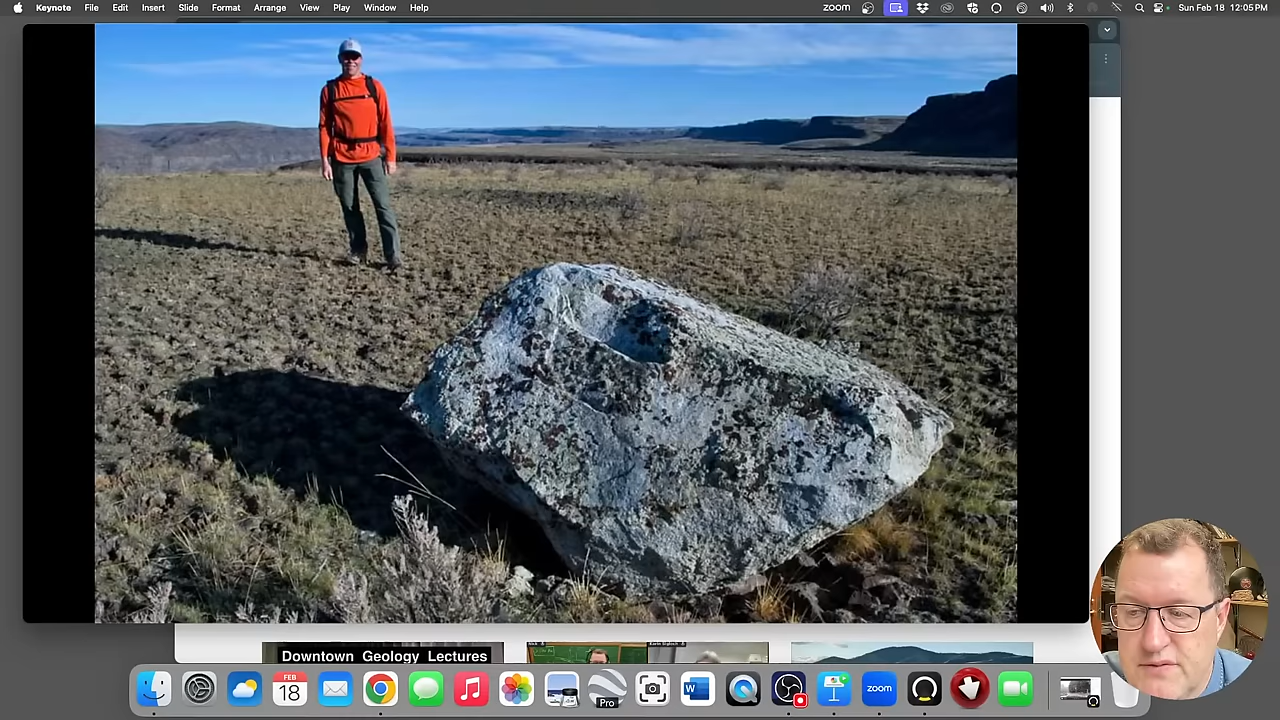 Keynote File Edit Insert Slide Format Arrange View Play Window Help zoom Sun Feb 18 12:05 PM
Downtown Geology Lectures
FEB
18
Pro
W
zoom